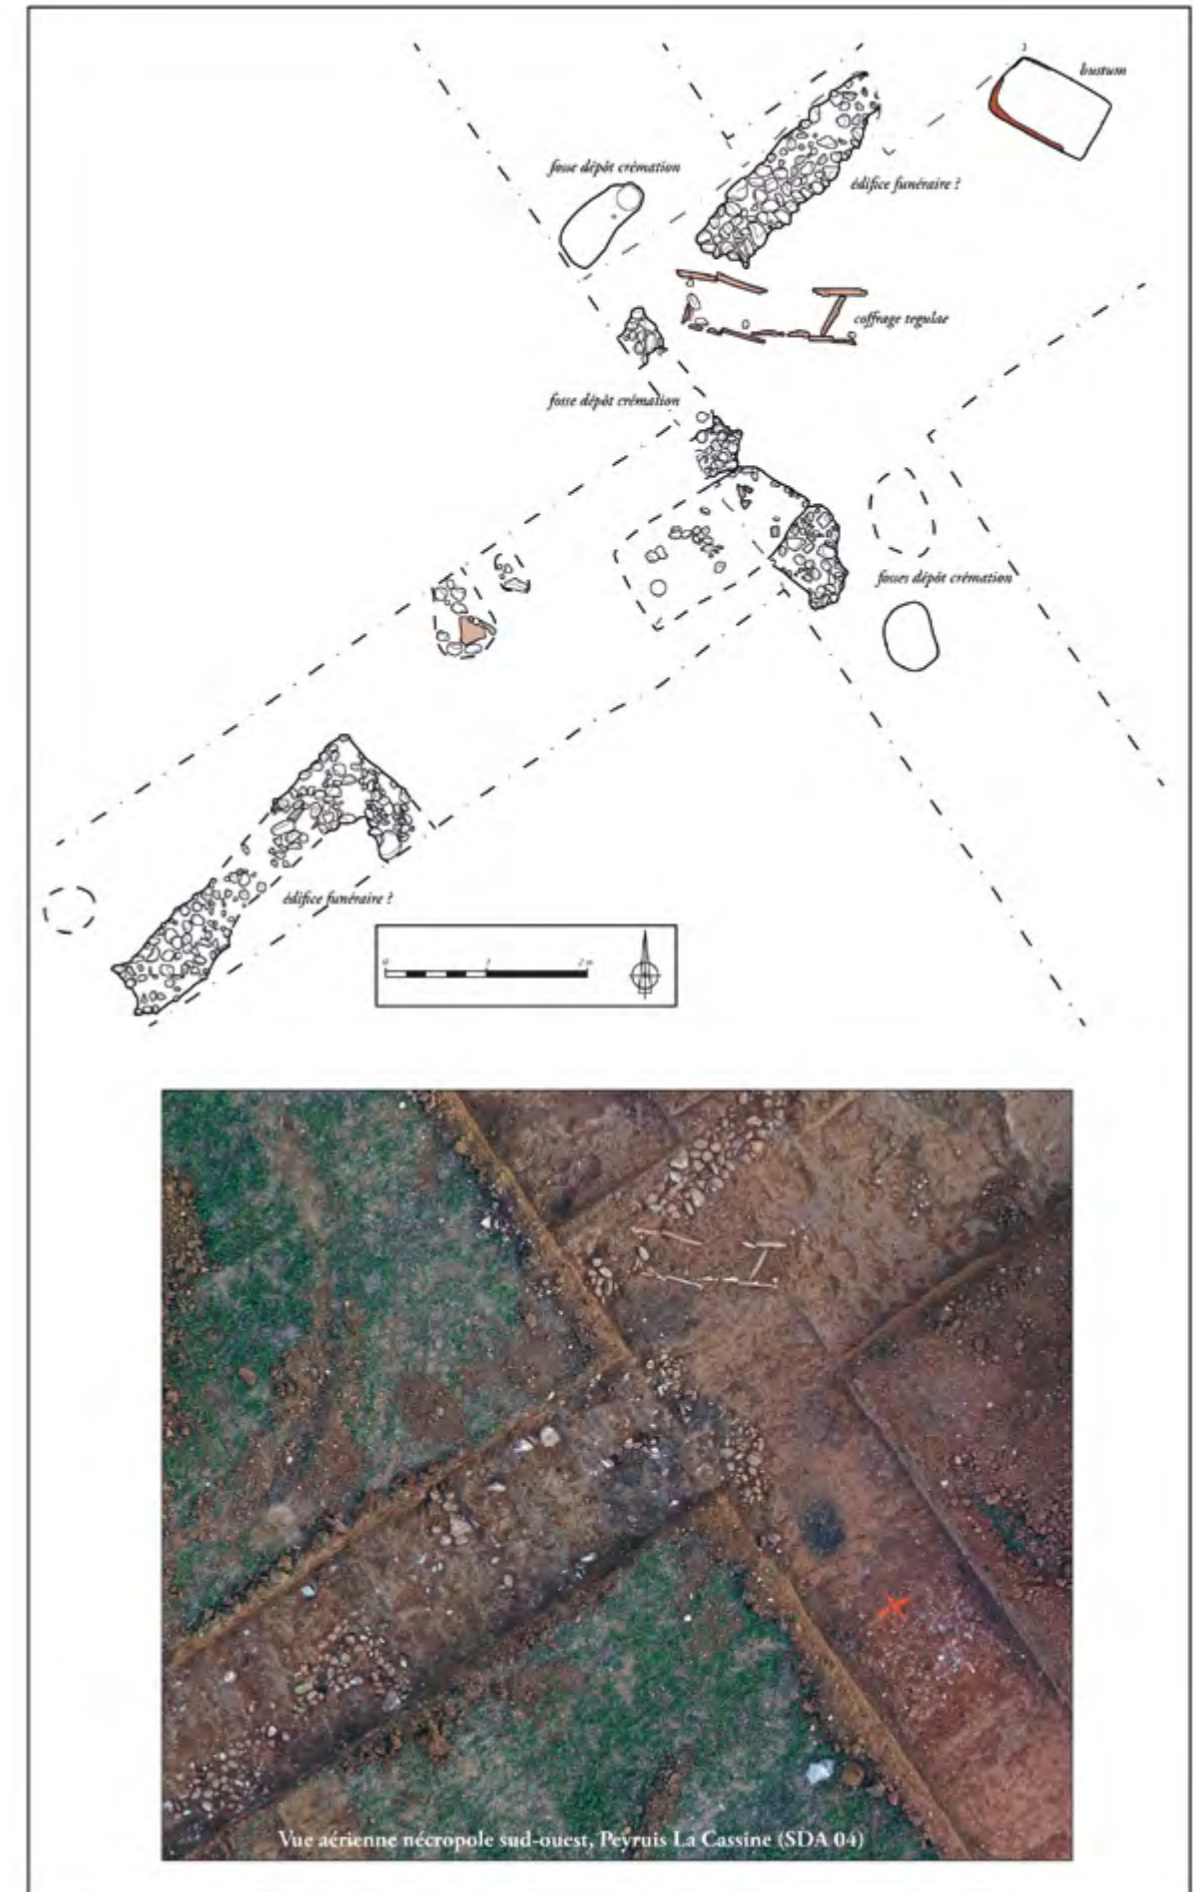 bustum
fosse dépôt crémation
édifice funéraire ?
coffrage tegulae
fosse dépôt crémation
fosses dépôt crémation
édifice funéraire ?
0 1 2 m
Vue aérienne nécropole sud-ouest, Peyruis La Cassine (SDA 04)